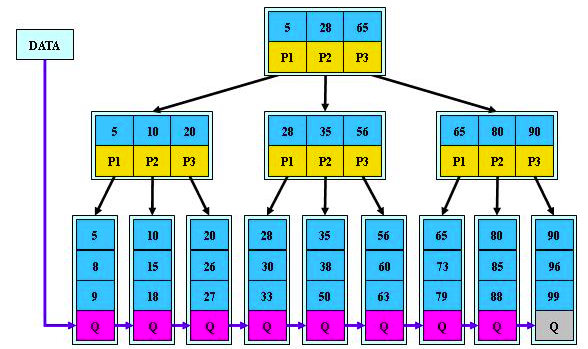 5 28 65
DATA
P1 P2 P3
5 10 20 28 35 56 65 80 90
P1 P2 P3 P1 P2 P3 P1 P2 P3
5 10 20 28 35 56 65 80 90
8 15 26 30 38 60 73 85 96
9 18 27 33 50 63 79 88 99
Q Q Q Q Q Q Q Q Q